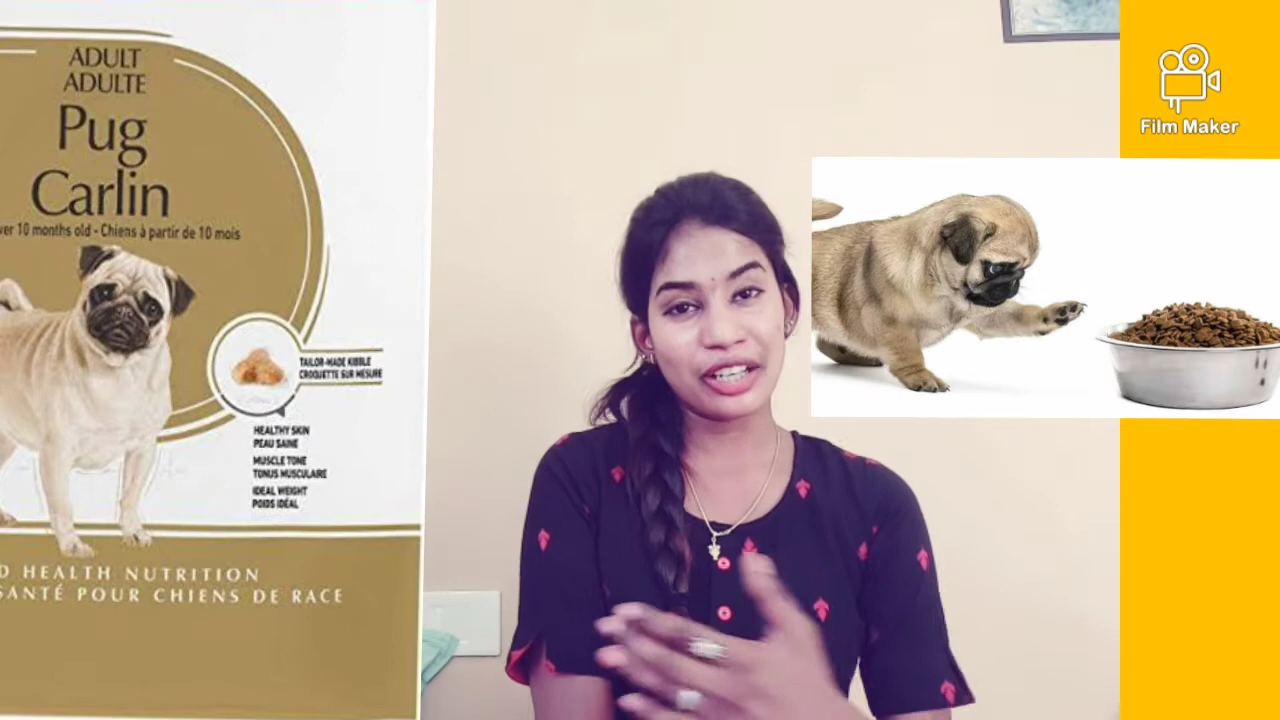 ADULT
ADULTE
Pug
Carlin
10 months old - Chiens à partir de 10 mois
TAILOR-MADE KIBBLE
CROQUETTE SUR MESURE
HEALTHY SKIN
PEAU SAINE
MUSCLE TONE
TONUS MUSCULAIRE
IDEAL WEIGHT
POIDS IDÉAL
HEALTH NUTRITION
SANTÉ POUR CHIENS DE RACE
Film Maker